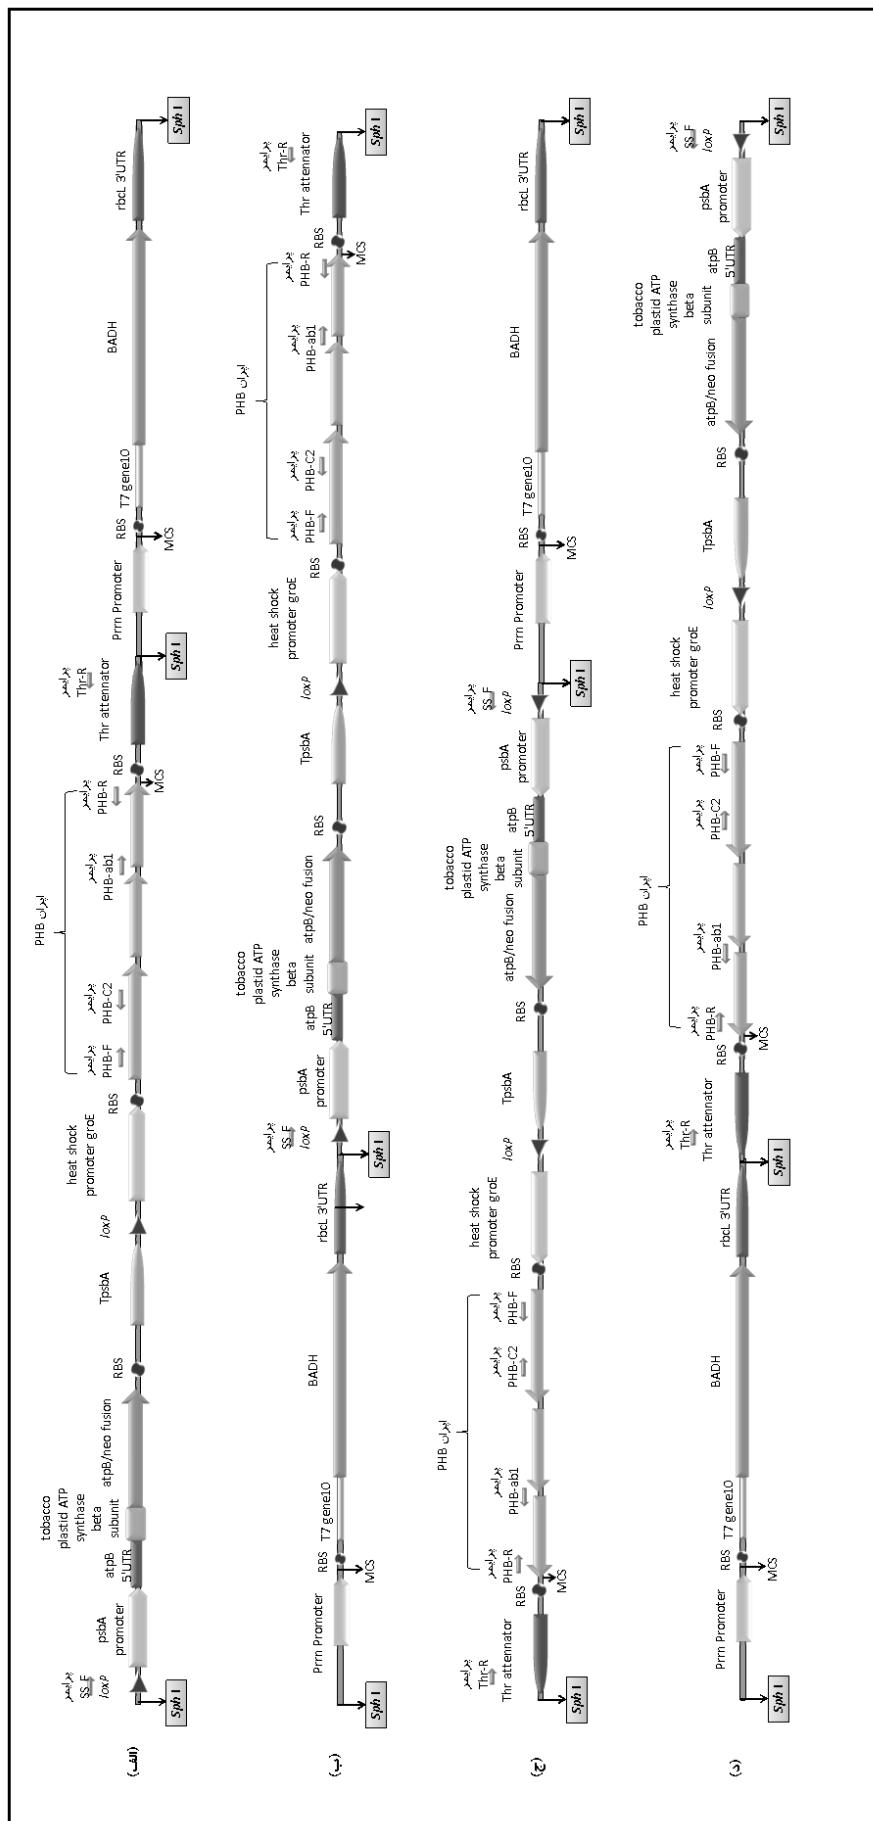 (الف)
Sph I
پرایمر
SS_F
loxP
psbA
promoter
atpB
5'UTR
tobacco
plastid ATP
synthase
beta
subunit
atpB/neo fusion
RBS
TpsbA
loxP
heat shock
promoter groE
RBS
اپران PHB
پرایمر
PHB-F
پرایمر
PHB-C2
پرایمر
PHB-ab1
پرایمر
PHB-R
MCS
RBS
پرایمر
Thr-R
Thr attennator
Sph I
Prrn Promoter
MCS
RBS
T7 gene10
BADH
rbcL 3'UTR
Sph I
(ب)
Sph I
Prrn Promoter
MCS
RBS
T7 gene10
BADH
rbcL 3'UTR
Sph I
پرایمر
SS_F
loxP
psbA
promoter
atpB
5'UTR
tobacco
plastid ATP
synthase
beta
subunit
atpB/neo fusion
RBS
TpsbA
loxP
heat shock
promoter groE
RBS
اپران PHB
پرایمر
PHB-F
پرایمر
PHB-C2
پرایمر
PHB-ab1
پرایمر
PHB-R
MCS
RBS
پرایمر
Thr-R
Thr attennator
Sph I
(ج)
Sph I
پرایمر
Thr-R
Thr attennator
RBS
MCS
اپران PHB
پرایمر
PHB-R
پرایمر
PHB-ab1
پرایمر
PHB-C2
پرایمر
PHB-F
RBS
heat shock
promoter groE
loxP
TpsbA
RBS
atpB/neo fusion
tobacco
plastid ATP
synthase
beta
subunit
atpB
5'UTR
psbA
promoter
پرایمر
SS_F
loxP
Sph I
Prrn Promoter
MCS
RBS
T7 gene10
BADH
rbcL 3'UTR
Sph I
(د)
Sph I
Prrn Promoter
MCS
RBS
T7 gene10
BADH
rbcL 3'UTR
Sph I
پرایمر
Thr-R
Thr attennator
RBS
MCS
اپران PHB
پرایمر
PHB-R
پرایمر
PHB-ab1
پرایمر
PHB-C2
پرایمر
PHB-F
RBS
heat shock
promoter groE
loxP
TpsbA
RBS
atpB/neo fusion
tobacco
plastid ATP
synthase
beta
subunit
atpB
5'UTR
psbA
promoter
پرایمر
SS_F
loxP
Sph I